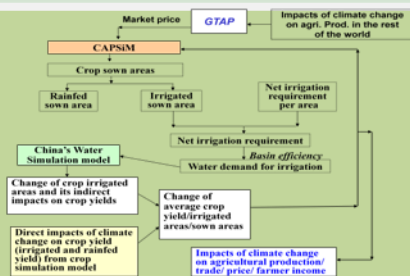 Market price
GTAP
Impacts of climate change
on agri. Prod. in the rest
of the world
CAPSiM
Crop sown areas
Rainfed
sown area
Irrigated
sown area
Net irrigation
requirement
per area
Net irrigation requirement
Basin efficiency
China's Water
Simulation model
Water demand for irrigation
Change of crop irrigated
areas and its indirect
impacts on crop yields
Change of
average crop
yield/irrigated
areas/sown areas
Direct impacts of climate
change on crop yield
(irrigated and rainfed
yield) from crop
simulation model
Impacts of climate change
on agricultural production/
trade/ price/ farmer income